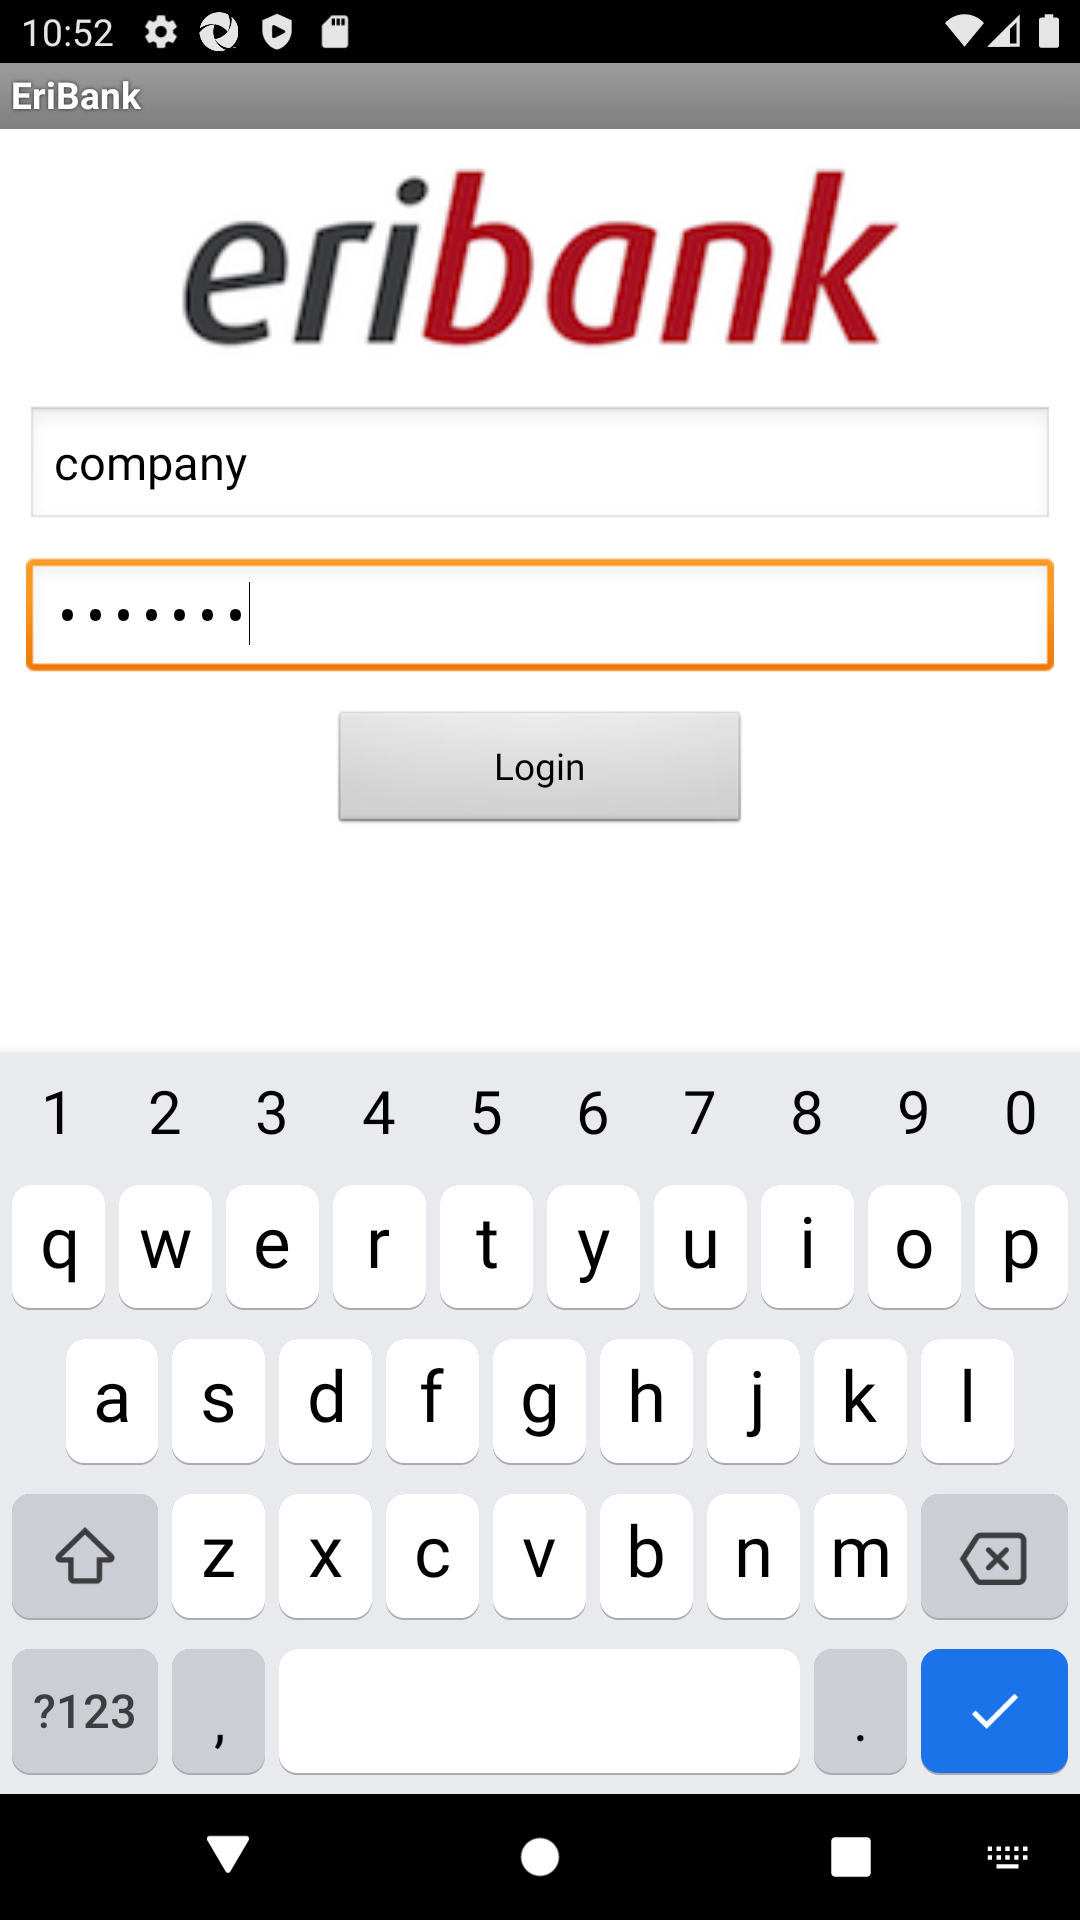 10:52
EriBank
eribank
company
•••••••
Login
1 2 3 4 5 6 7 8 9 0
q w e r t y u i o p
a s d f g h j k l
z x c v b n m
?123 , .